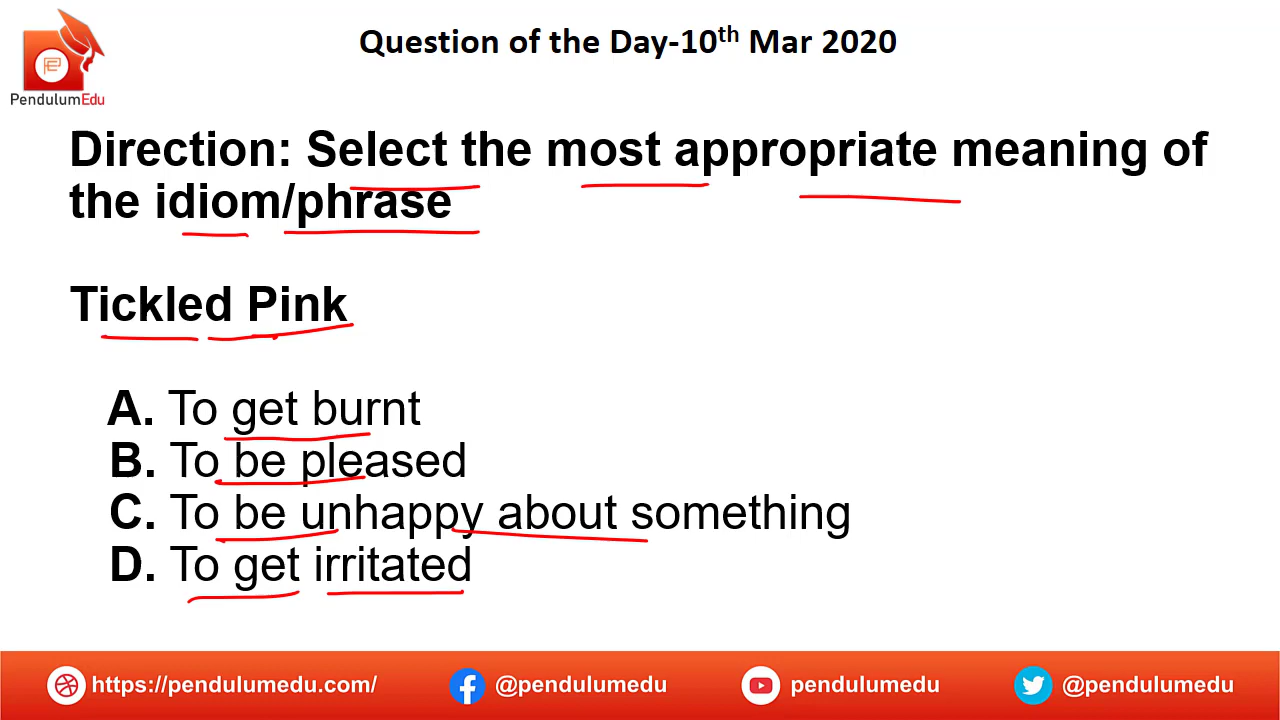 Question of the Day-10th Mar 2020
PendulumEdu
Direction: Select the most appropriate meaning of
the idiom/phrase
Tickled Pink
A. To get burnt
B. To be pleased
C. To be unhappy about something
D. To get irritated
https://pendulumedu.com/ @pendulumedu pendulumedu @pendulumedu